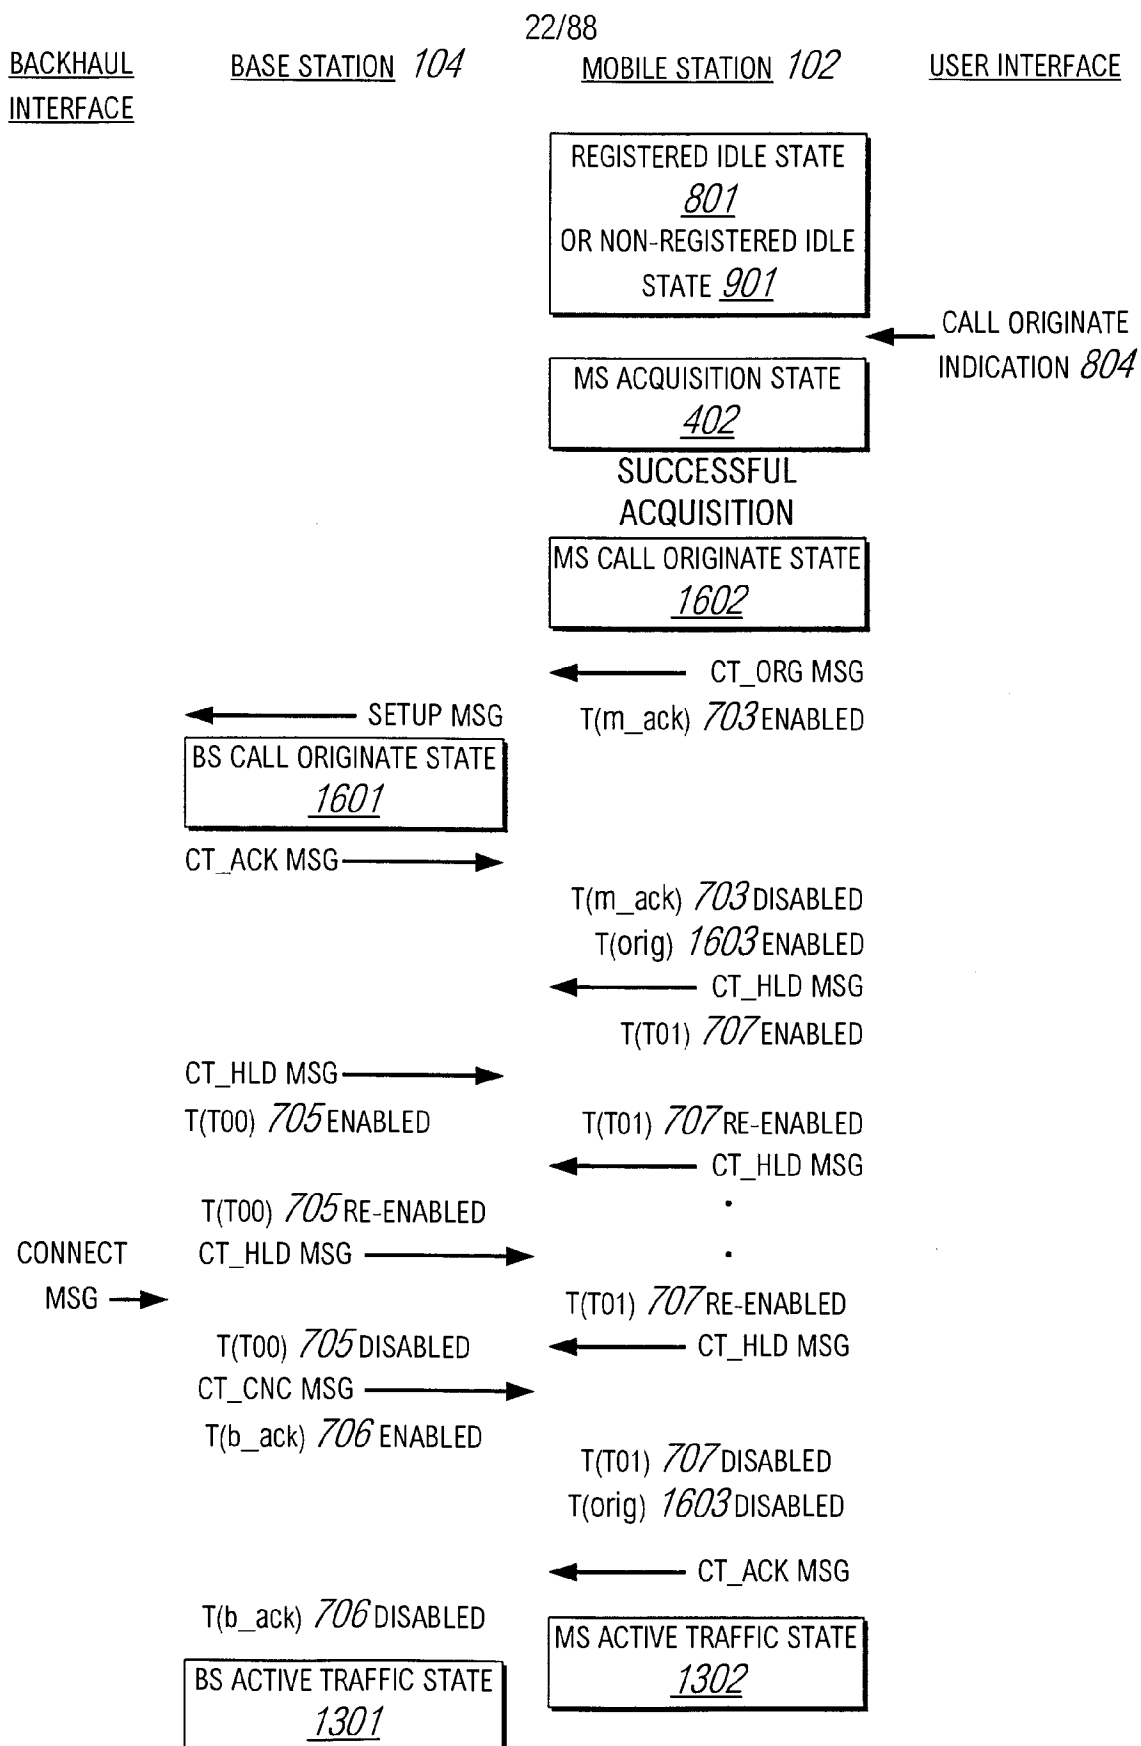 22/88
BACKHAUL
INTERFACE
BASE STATION 104
MOBILE STATION 102
USER INTERFACE
REGISTERED IDLE STATE
801
OR NON-REGISTERED IDLE
STATE 901
CALL ORIGINATE
INDICATION 804
MS ACQUISITION STATE
402
SUCCESSFUL
ACQUISITION
MS CALL ORIGINATE STATE
1602
CT_ORG MSG
SETUP MSG
T(m_ack) 703 ENABLED
BS CALL ORIGINATE STATE
1601
CT_ACK MSG
T(m_ack) 703 DISABLED
T(orig) 1603 ENABLED
CT_HLD MSG
T(T01) 707 ENABLED
CT_HLD MSG
T(T00) 705 ENABLED
T(T01) 707 RE-ENABLED
CT_HLD MSG
T(T00) 705 RE-ENABLED
CONNECT
MSG
CT_HLD MSG
T(T01) 707 RE-ENABLED
T(T00) 705 DISABLED
CT_HLD MSG
CT_CNC MSG
T(b_ack) 706 ENABLED
T(T01) 707 DISABLED
T(orig) 1603 DISABLED
CT_ACK MSG
T(b_ack) 706 DISABLED
MS ACTIVE TRAFFIC STATE
1302
BS ACTIVE TRAFFIC STATE
1301